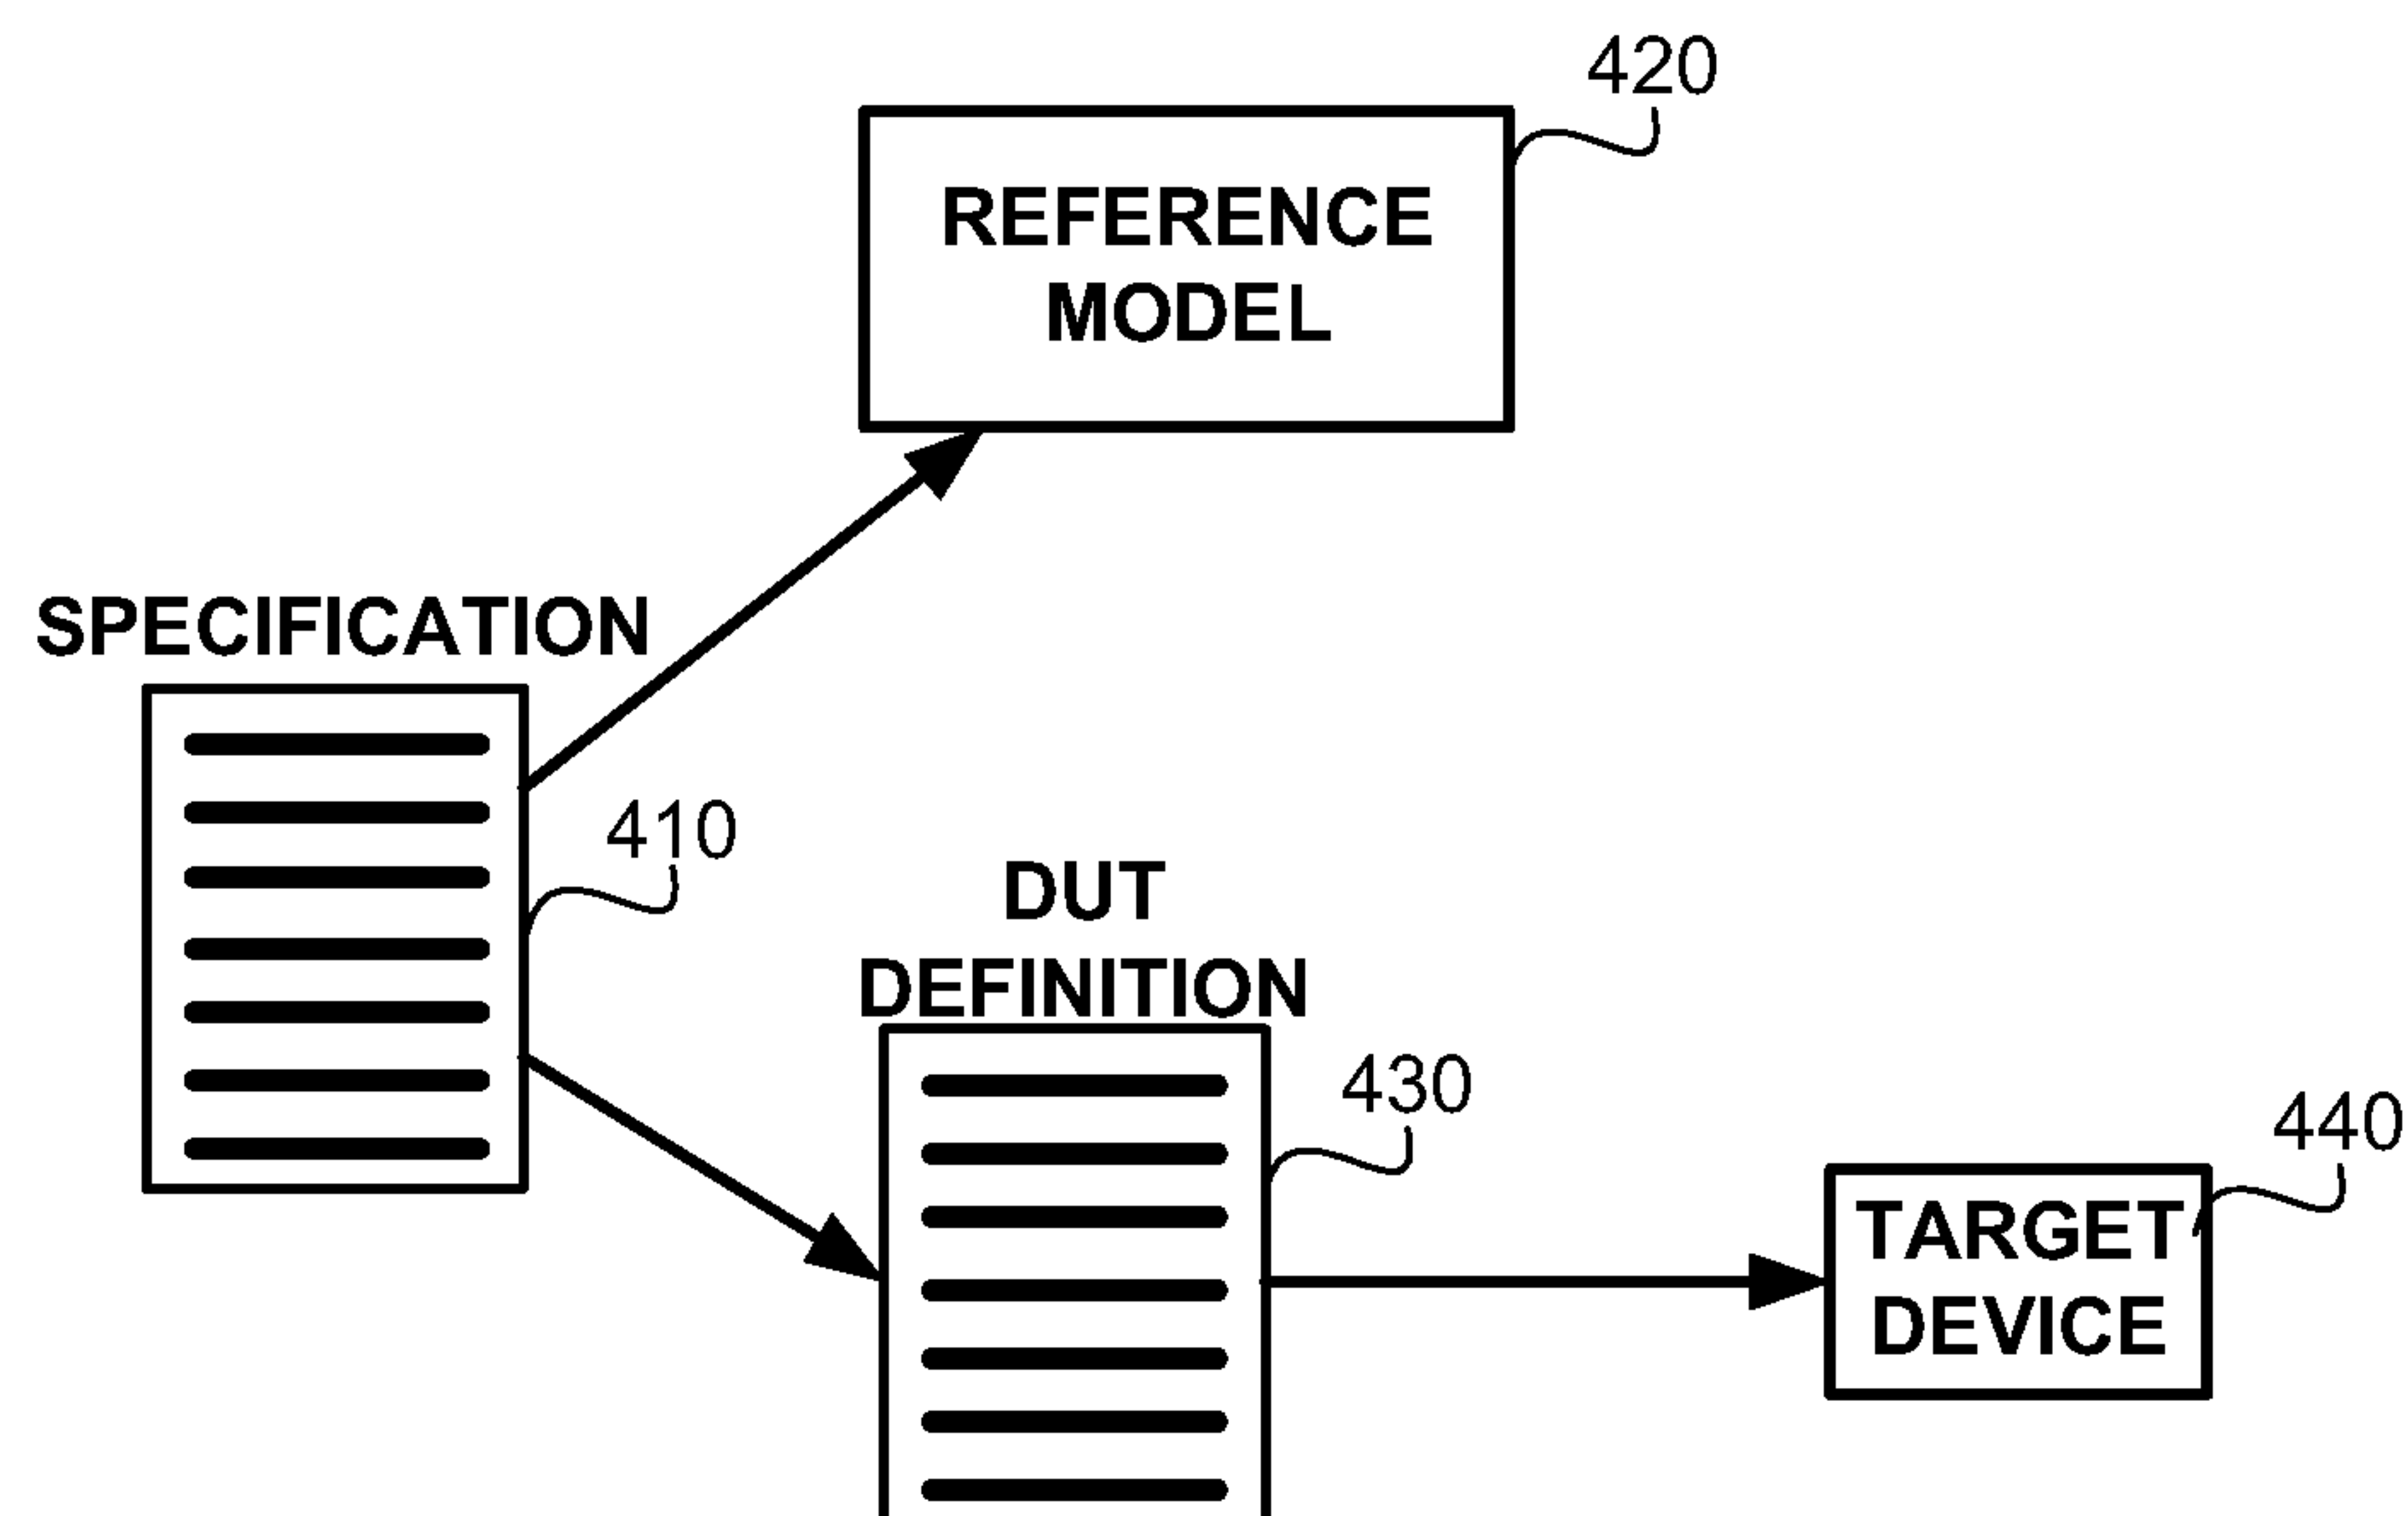 420
REFERENCE
MODEL
SPECIFICATION
410
DUT
DEFINITION
430
440
TARGET
DEVICE